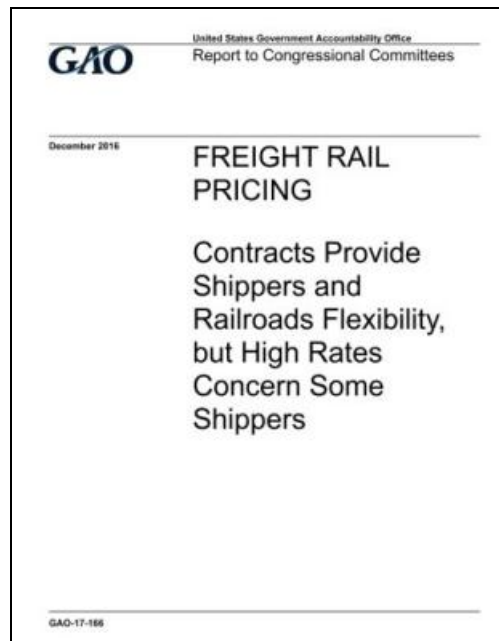 United States Government Accountability Office
GAO
Report to Congressional Committees
December 2016
FREIGHT RAIL
PRICING
Contracts Provide
Shippers and
Railroads Flexibility,
but High Rates
Concern Some
Shippers
GAO-17-166